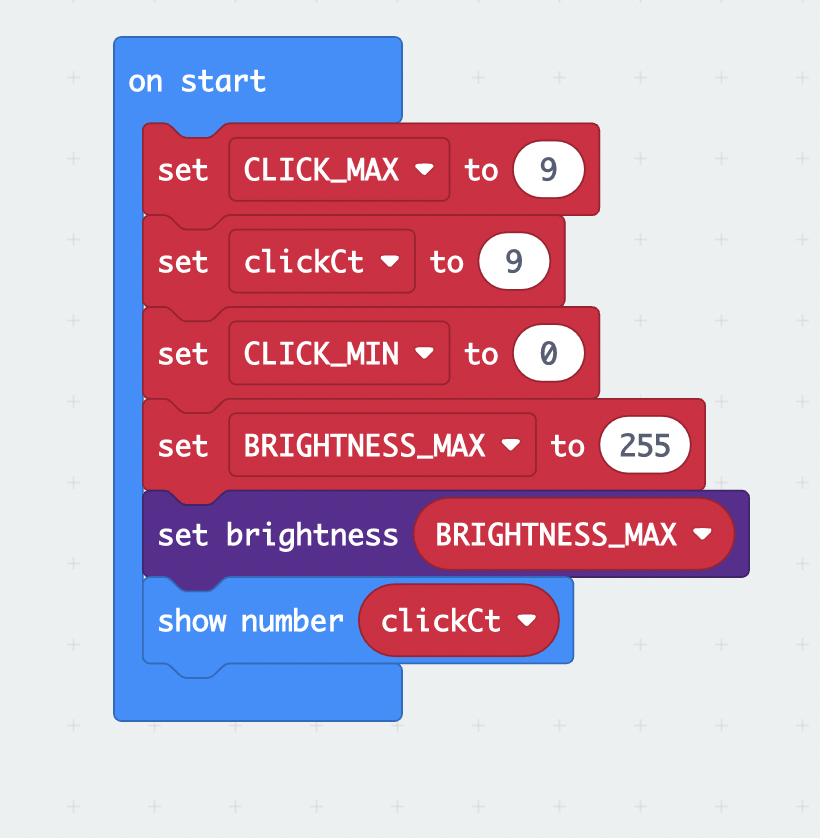 on start
set CLICK_MAX to 9
set clickCt to 9
set CLICK_MIN to 0
set BRIGHTNESS_MAX to 255
set brightness BRIGHTNESS_MAX
show number clickCt